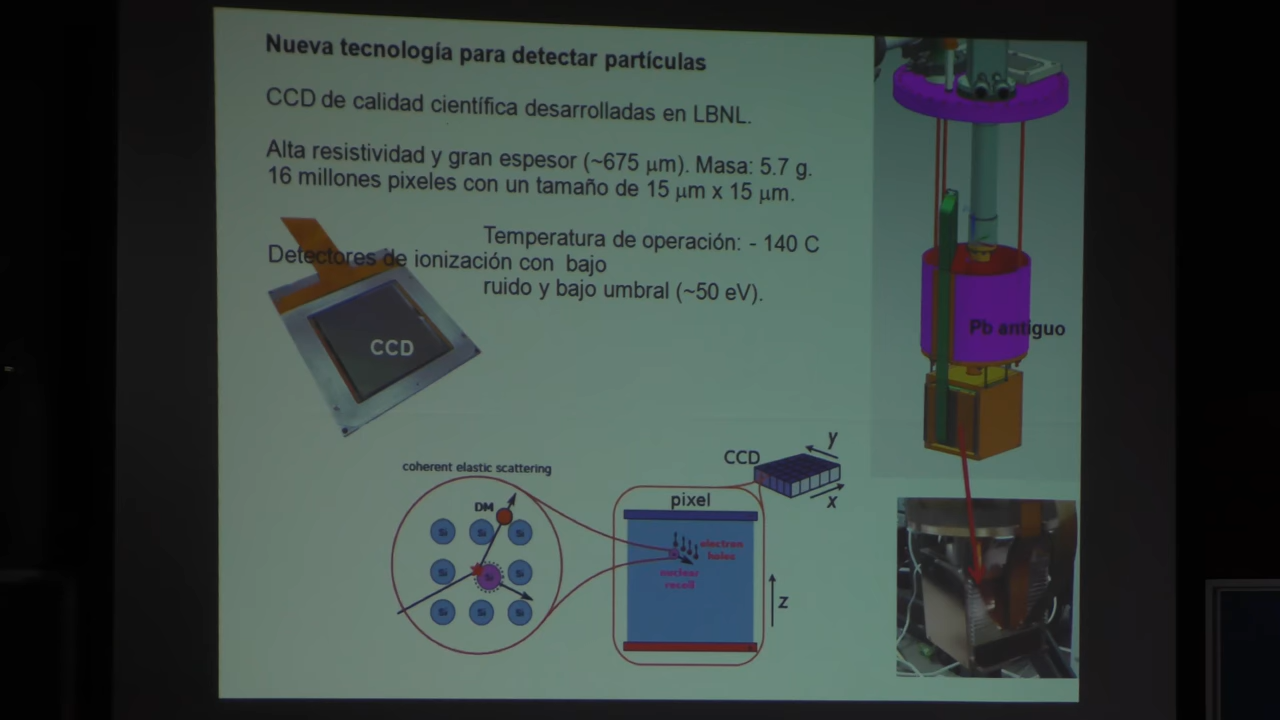 Nueva tecnología para detectar partículas
CCD de calidad científica desarrolladas en LBNL.
Alta resistividad y gran espesor (~675 μm). Masa: 5.7 g.
16 millones pixeles con un tamaño de 15 μm x 15 μm.
Temperatura de operación: - 140 C
Detectores de ionización con bajo
ruido y bajo umbral (~50 eV).
CCD
Pb antiguo
coherent elastic scattering
DM
Si Si Si
Si Si Si
Si Si Si
CCD
y
x
pixel
electron
holes
nuclear
recoil
z